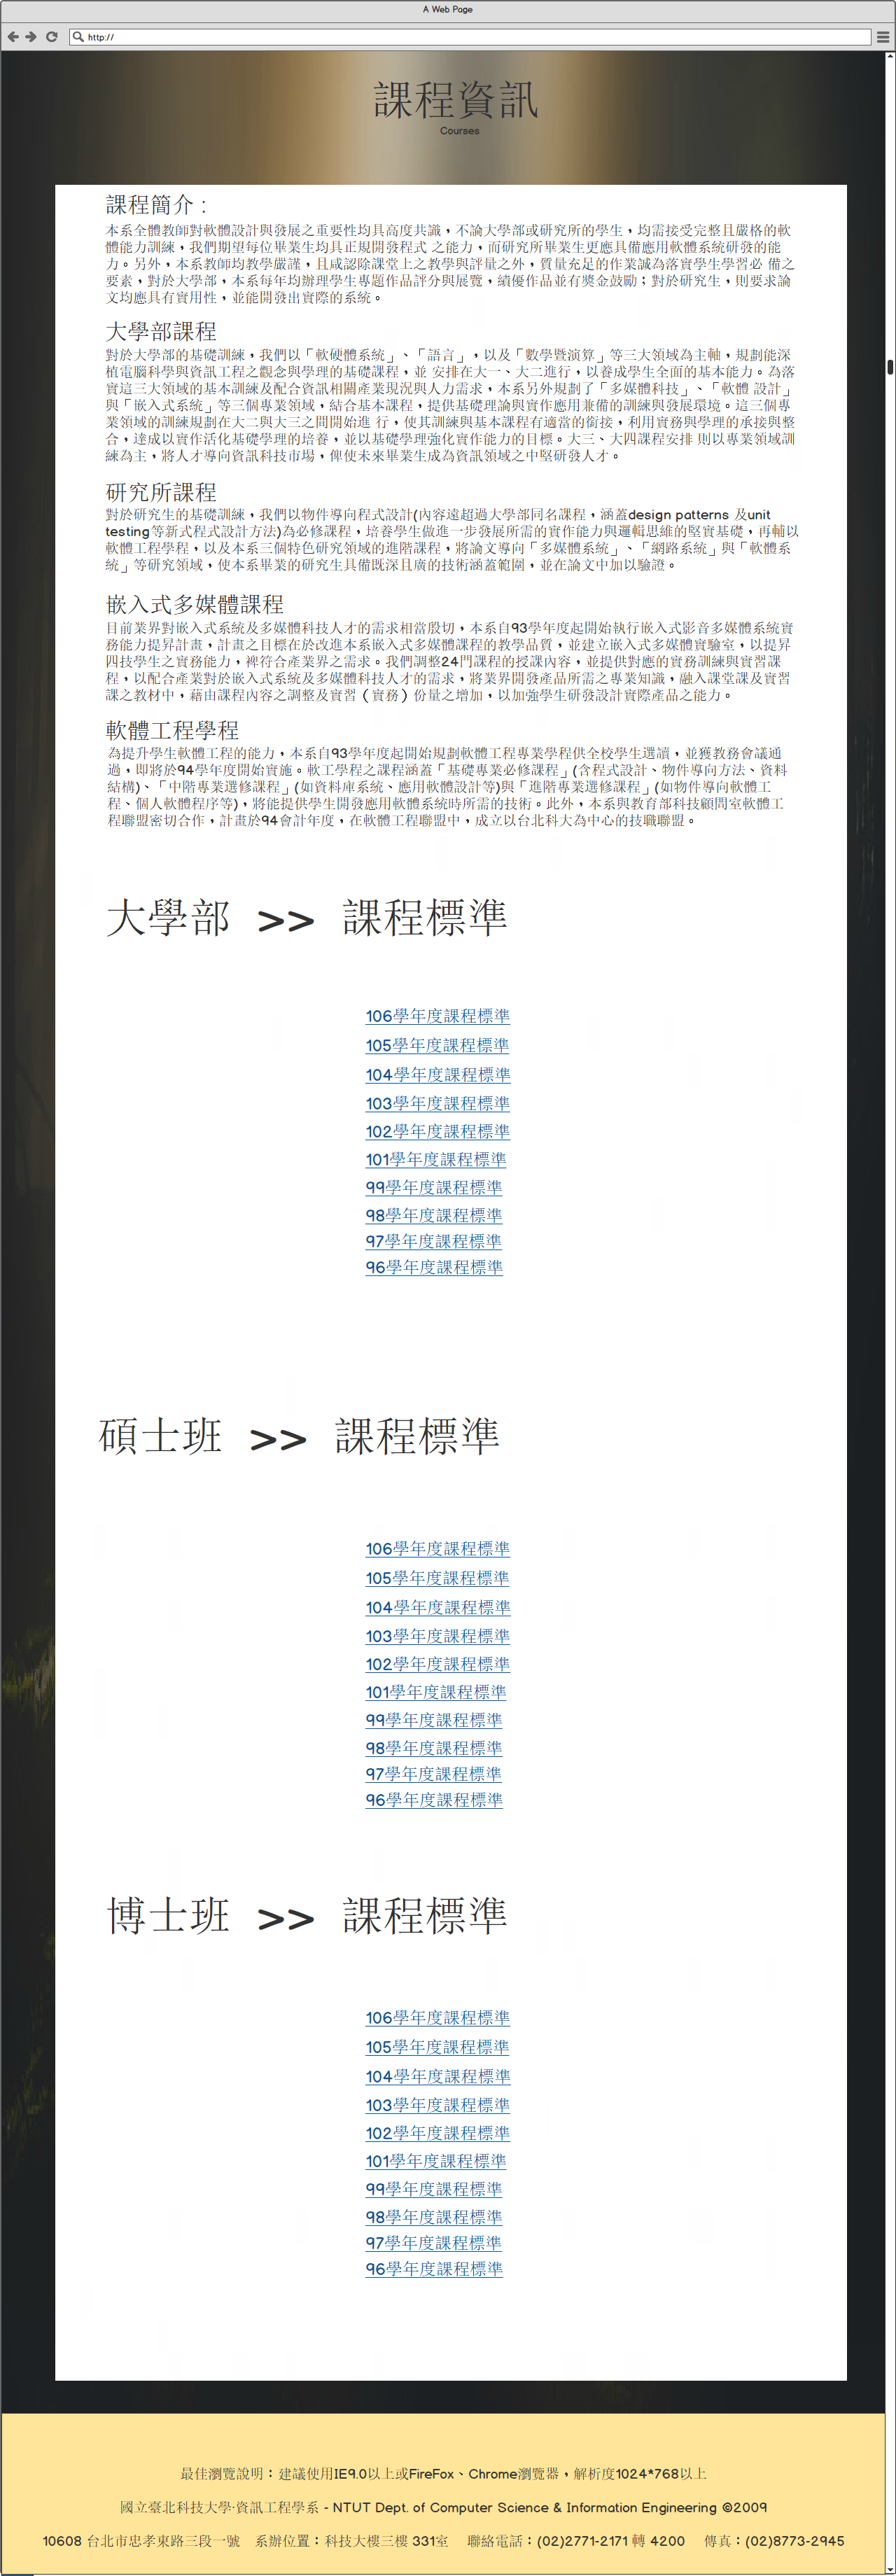 A Web Page
http://
課程資訊
Courses
課程簡介：
本系全體教師對軟體設計與發展之重要性均具高度共識，不論大學部或研究所的學生，均需接受完整且嚴格的軟
體能力訓練，我們期望每位畢業生均具正規開發程式 之能力，而研究所畢業生更應具備應用軟體系統研發的能
力。另外，本系教師均教學嚴謹，且咸認除課堂上之教學與評量之外，質量充足的作業誠為落實學生學習必 備之
要素，對於大學部，本系每年均辦理學生專題作品評分與展覽，績優作品並有獎金鼓勵；對於研究生，則要求論
文均應具有實用性，並能開發出實際的系統。
大學部課程
對於大學部的基礎訓練，我們以「軟硬體系統」、「語言」，以及「數學暨演算」等三大領域為主軸，規劃能深
植電腦科學與資訊工程之觀念與學理的基礎課程，並 安排在大一、大二進行，以養成學生全面的基本能力。為落
實這三大領域的基本訓練及配合資訊相關產業現況與人力需求，本系另外規劃了「多媒體科技」、「軟體 設計」
與「嵌入式系統」等三個專業領域，結合基本課程，提供基礎理論與實作應用兼備的訓練與發展環境。這三個專
業領域的訓練規劃在大二與大三之間開始進 行，使其訓練與基本課程有適當的銜接，利用實務與學理的承接與整
合，達成以實作活化基礎學理的培養，並以基礎學理強化實作能力的目標。大三、大四課程安排 則以專業領域訓
練為主，將人才導向資訊科技市場，俾使未來畢業生成為資訊領域之中堅研發人才。
研究所課程
對於研究生的基礎訓練，我們以物件導向程式設計(內容遠超過大學部同名課程，涵蓋design patterns 及unit
testing等新式程式設計方法)為必修課程，培養學生做進一步發展所需的實作能力與邏輯思維的堅實基礎，再輔以
軟體工程學程，以及本系三個特色研究領域的進階課程，將論文導向「多媒體系統」、「網路系統」與「軟體系
統」等研究領域，使本系畢業的研究生具備既深且廣的技術涵蓋範圍，並在論文中加以驗證。
嵌入式多媒體課程
目前業界對嵌入式系統及多媒體科技人才的需求相當殷切，本系自93學年度起開始執行嵌入式影音多媒體系統實
務能力提昇計畫，計畫之目標在於改進本系嵌入式多媒體課程的教學品質，並建立嵌入式多媒體實驗室，以提昇
四技學生之實務能力，裨符合產業界之需求。我們調整24門課程的授課內容，並提供對應的實務訓練與實習課
程，以配合產業對於嵌入式系統及多媒體科技人才的需求，將業界開發產品所需之專業知識，融入課堂課及實習
課之教材中，藉由課程內容之調整及實習（實務）份量之增加，以加強學生研發設計實際產品之能力。
軟體工程學程
為提升學生軟體工程的能力，本系自93學年度起開始規劃軟體工程專業學程供全校學生選讀，並獲教務會議通
過，即將於94學年度開始實施。軟工學程之課程涵蓋「基礎專業必修課程」(含程式設計、物件導向方法、資料
結構)、「中階專業選修課程」(如資料庫系統、應用軟體設計等)與「進階專業選修課程」(如物件導向軟體工
程、個人軟體程序等)，將能提供學生開發應用軟體系統時所需的技術。此外，本系與教育部科技顧問室軟體工
程聯盟密切合作，計畫於94會計年度，在軟體工程聯盟中，成立以台北科大為中心的技職聯盟。
大學部 >> 課程標準
106學年度課程標準
105學年度課程標準
104學年度課程標準
103學年度課程標準
102學年度課程標準
101學年度課程標準
99學年度課程標準
98學年度課程標準
97學年度課程標準
96學年度課程標準
碩士班 >> 課程標準
106學年度課程標準
105學年度課程標準
104學年度課程標準
103學年度課程標準
102學年度課程標準
101學年度課程標準
99學年度課程標準
98學年度課程標準
97學年度課程標準
96學年度課程標準
博士班 >> 課程標準
106學年度課程標準
105學年度課程標準
104學年度課程標準
103學年度課程標準
102學年度課程標準
101學年度課程標準
99學年度課程標準
98學年度課程標準
97學年度課程標準
96學年度課程標準
最佳瀏覽說明：建議使用IE9.0以上或FireFox、Chrome瀏覽器，解析度1024*768以上
國立臺北科技大學·資訊工程學系 - NTUT Dept. of Computer Science & Information Engineering ©2009
10608 台北市忠孝東路三段一號 系辦位置：科技大樓三樓 331室 聯絡電話：(02)2771-2171 轉 4200 傳真：(02)8773-2945